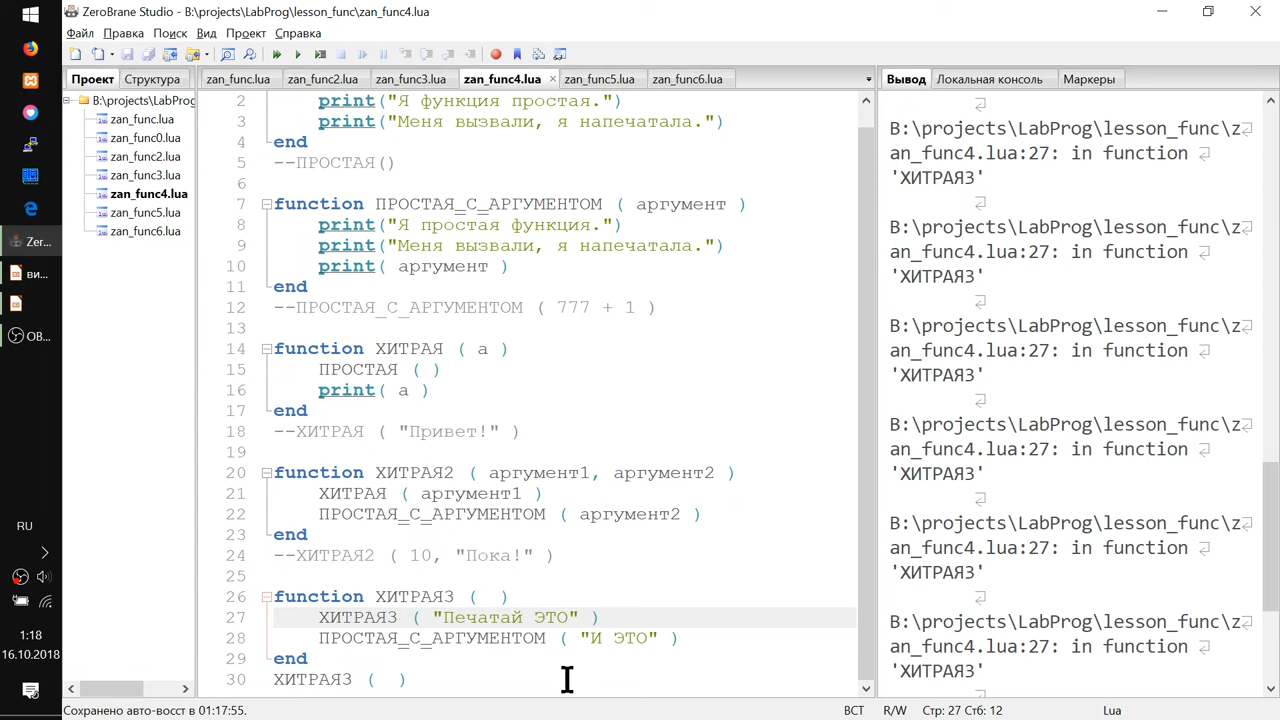 ZeroBrane Studio - B:\projects\LabProg\lesson_func\zan_func4.lua
Файл Правка Поиск Вид Проект Справка
Проект Структура
zan_func.lua zan_func2.lua zan_func3.lua zan_func4.lua zan_func5.lua zan_func6.lua
Вывод Локальная консоль Маркеры
B:\projects\LabProg
zan_func.lua
zan_func0.lua
zan_func2.lua
zan_func3.lua
zan_func4.lua
zan_func5.lua
zan_func6.lua
Zer...
ви...
OB...
RU
1:18
16.10.2018
2 print("Я функция простая.")
3 print("Меня вызвали, я напечатала.")
4 end
5 --ПРОСТАЯ()
6
7 function ПРОСТАЯ_С_АРГУМЕНТОМ ( аргумент )
8 print("Я простая функция.")
9 print("Меня вызвали, я напечатала.")
10 print( аргумент )
11 end
12 --ПРОСТАЯ_С_АРГУМЕНТОМ ( 777 + 1 )
13
14 function ХИТРАЯ ( а )
15 ПРОСТАЯ ( )
16 print( а )
17 end
18 --ХИТРАЯ ( "Привет!" )
19
20 function ХИТРАЯ2 ( аргумент1, аргумент2 )
21 ХИТРАЯ ( аргумент1 )
22 ПРОСТАЯ_С_АРГУМЕНТОМ ( аргумент2 )
23 end
24 --ХИТРАЯ2 ( 10, "Пока!" )
25
26 function ХИТРАЯ3 (  )
27 ХИТРАЯ3 ( "Печатай ЭТО" )
28 ПРОСТАЯ_С_АРГУМЕНТОМ ( "И ЭТО" )
29 end
30 ХИТРАЯ3 (  )
B:\projects\LabProg\lesson_func\z
an_func4.lua:27: in function
'ХИТРАЯ3'
B:\projects\LabProg\lesson_func\z
an_func4.lua:27: in function
'ХИТРАЯ3'
B:\projects\LabProg\lesson_func\z
an_func4.lua:27: in function
'ХИТРАЯ3'
B:\projects\LabProg\lesson_func\z
an_func4.lua:27: in function
'ХИТРАЯ3'
B:\projects\LabProg\lesson_func\z
an_func4.lua:27: in function
'ХИТРАЯ3'
B:\projects\LabProg\lesson_func\z
an_func4.lua:27: in function
'ХИТРАЯ3'
Сохранено авто-восст в 01:17:55.
ВСТ R/W Стр: 27 Стб: 12 Lua